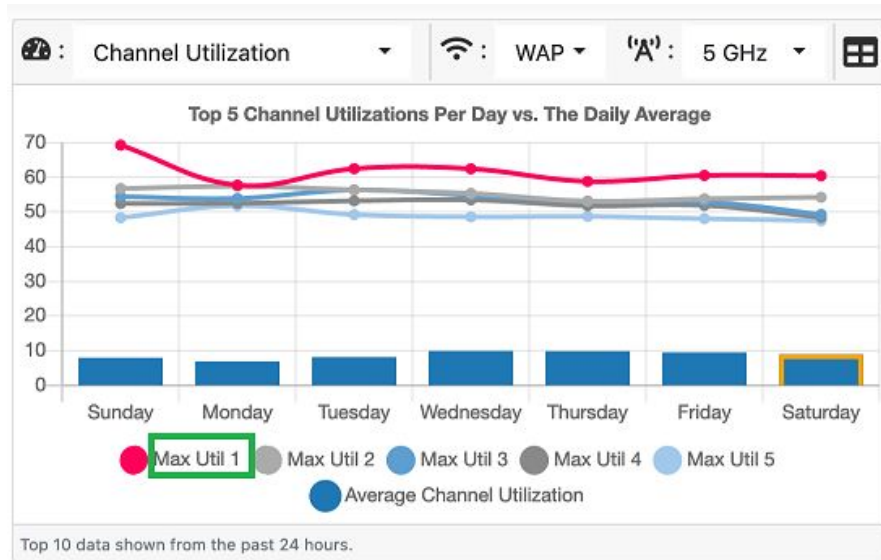 : Channel Utilization : WAP : 5 GHz
Top 5 Channel Utilizations Per Day vs. The Daily Average
70
60
50
40
30
20
10
0
Sunday Monday Tuesday Wednesday Thursday Friday Saturday
Max Util 1 Max Util 2 Max Util 3 Max Util 4 Max Util 5
Average Channel Utilization
Top 10 data shown from the past 24 hours.